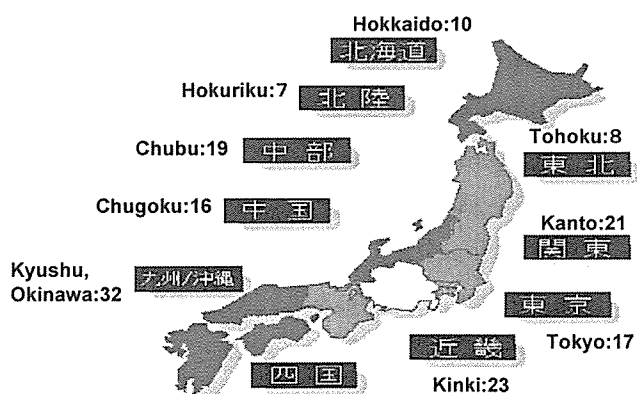 Hokkaido:10
北海道
Hokuriku:7
北陸
Chubu:19
中部
Tohoku:8
東北
Chugoku:16
中国
Kanto:21
関東
Kyushu,
Okinawa:32
九州/沖縄
東京
Tokyo:17
近畿
Kinki:23
四国